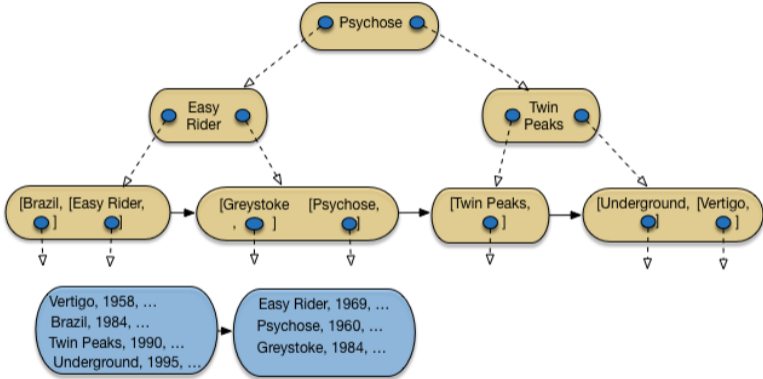 Psychose
Easy
Rider
Twin
Peaks
[Brazil, [Easy Rider,
] ]
[Greystoke [Psychose,
, ] ]
[Twin Peaks,
]
[Underground, [Vertigo,
] ]
Vertigo, 1958, ...
Brazil, 1984, ...
Twin Peaks, 1990, ...
Underground, 1995, ...
Easy Rider, 1969, ...
Psychose, 1960, ...
Greystoke, 1984, ...